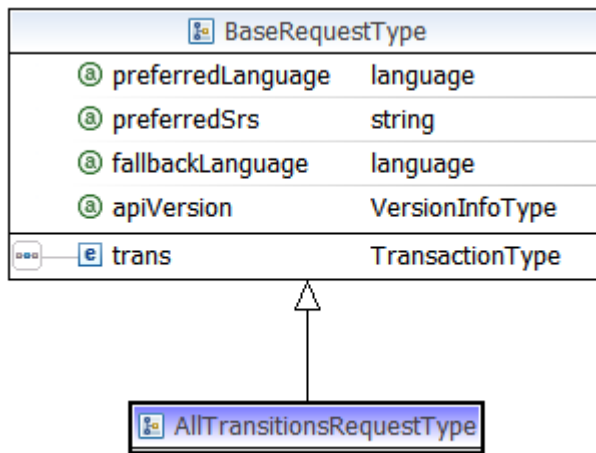 BaseRequestType
preferredLanguage language
preferredSrs string
fallbackLanguage language
apiVersion VersionInfoType
trans TransactionType
AllTransitionsRequestType